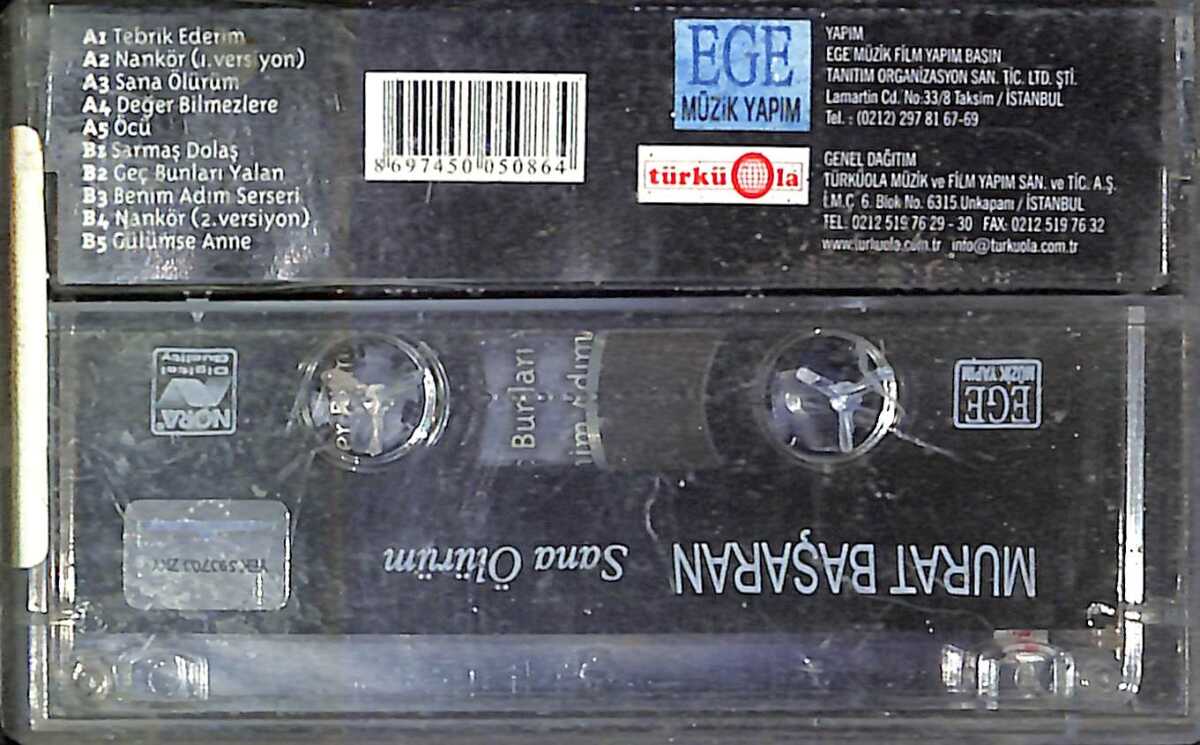 A1 Tebrik Ederim
A2 Nankör (1.versiyon)
A3 Sana Ölürüm
A4 Değer Bilmezlere
A5 Öcü
B1 Sarmaş Dolaş
B2 Geç Bunları Yalan
B3 Benim Adım Serseri
B4 Nankör (2.versiyon)
B5 Gülümse Anne
8 697450 050864
EGE
MÜZİK YAPIM
YAPIM
EGE MÜZİK FİLM YAPIM BASIN
TANITIM ORGANİZASYON SAN. TİC. LTD. ŞTİ.
Lamartin Cd. No:33/8 Taksim / İSTANBUL
Tel. : (0212) 297 81 67-69
türküola
GENEL DAĞITIM
TÜRKÜOLA MÜZİK ve FİLM YAPIM SAN. ve TİC. A.Ş.
İ.M.Ç 6. Blok No. 6315 Unkapanı / İSTANBUL
TEL. 0212 519 76 29 - 30 FAX: 0212 519 76 32
www.turkuola.com.tr info@turkuola.com.tr
MURAT BAŞARAN
Sana Ölürüm
EGE
MÜZİK YAPIM
NORA
Digital
Quality
Bunları
Adım